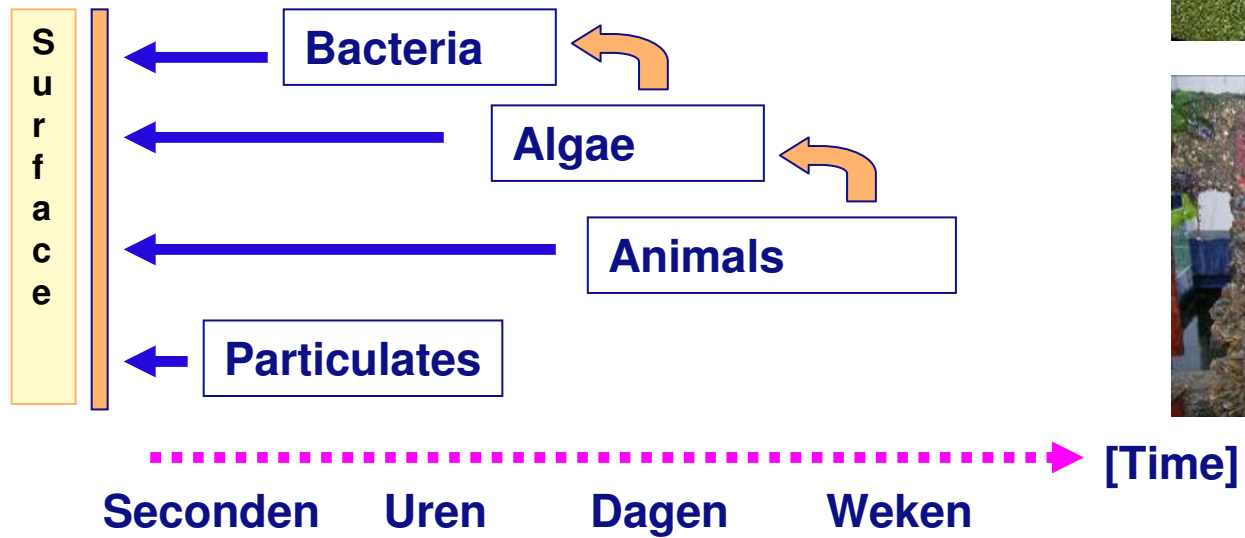 Surface
Bacteria
Algae
Animals
Particulates
[Time]
Seconden Uren Dagen Weken